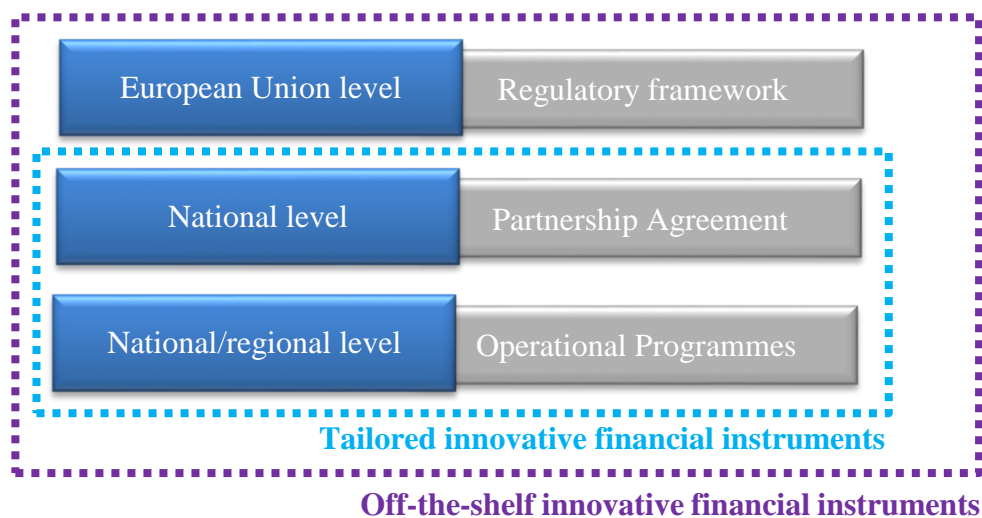 European Union level
Regulatory framework
National level
Partnership Agreement
National/regional level
Operational Programmes
Tailored innovative financial instruments
Off-the-shelf innovative financial instruments